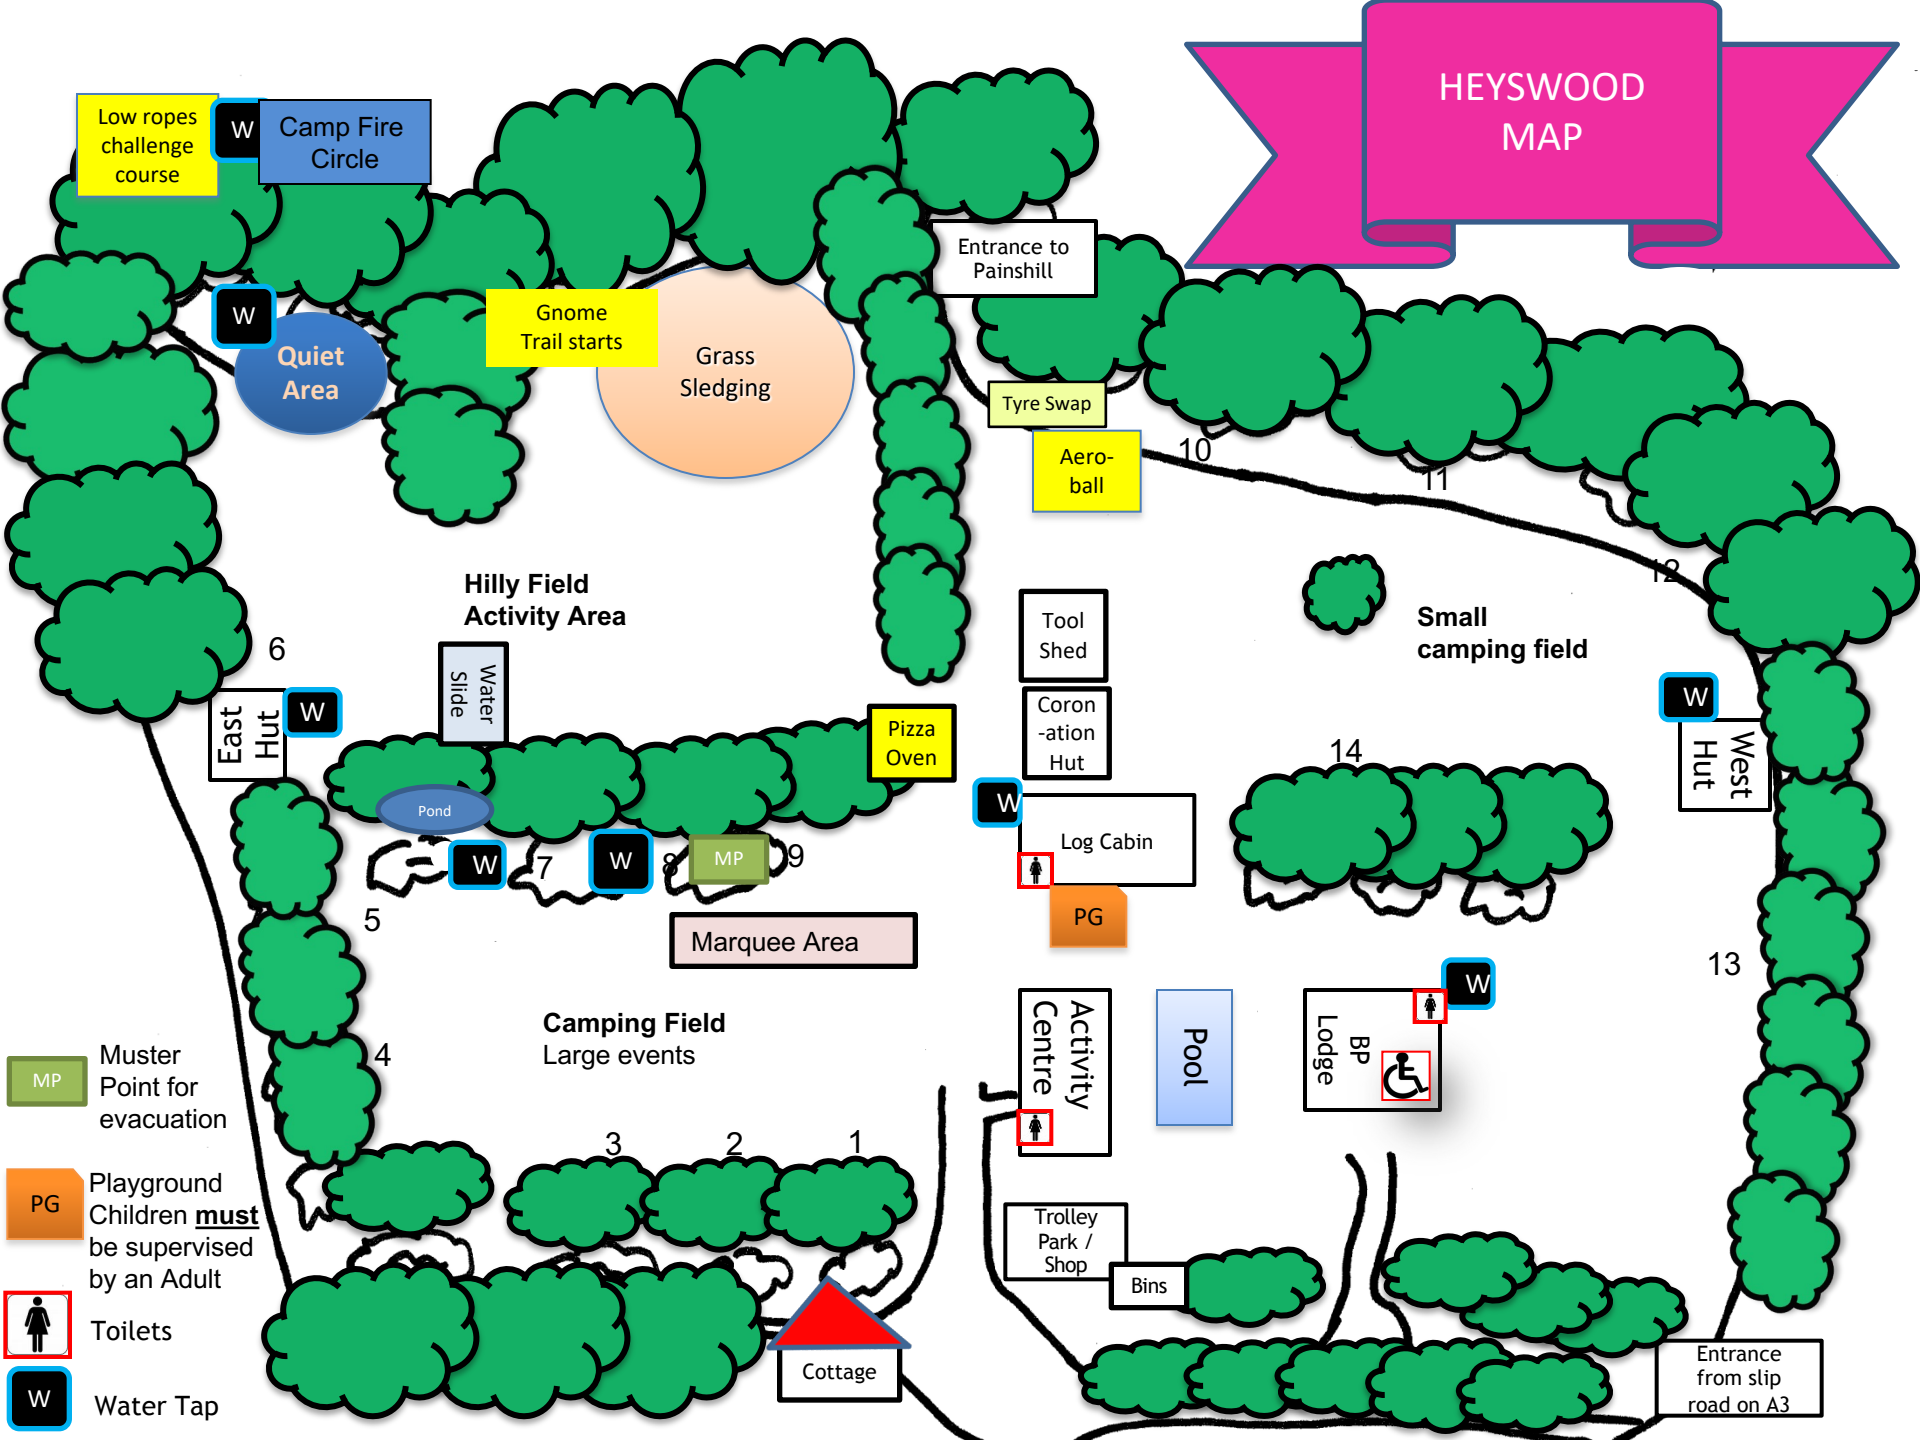 HEYSWOOD
MAP
Low ropes
challenge
course
W
Camp Fire
Circle
Entrance to
Painshill
W
Quiet
Area
Gnome
Trail starts
Grass
Sledging
Tyre Swap
Aero-
ball
10
11
12
Hilly Field
Activity Area
Small
camping field
Tool
Shed
6
East
Hut
W
Water
Slide
Pizza
Oven
Coron
-ation
Hut
W
West
Hut
14
W
Log Cabin
Pond
W
7
W
8
MP
9
5
PG
Marquee Area
13
W
Camping Field
Large events
Activity
Centre
Pool
BP
Lodge
4
MP
Muster
Point for
evacuation
3
2
1
PG
Playground
Children must
be supervised
by an Adult
Trolley
Park /
Shop
Bins
Toilets
Cottage
Entrance
from slip
road on A3
W
Water Tap